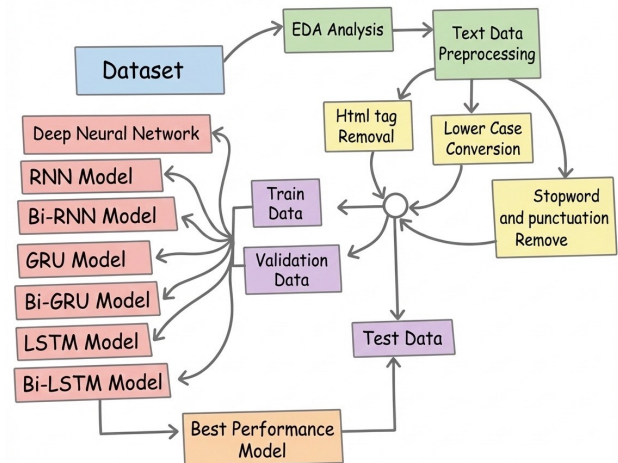 Dataset
EDA Analysis
Text Data
Preprocessing
Html tag
Removal
Lower Case
Conversion
Stopword
and punctuation
Remove
Train
Data
Validation
Data
Test Data
Deep Neural Network
RNN Model
Bi-RNN Model
GRU Model
Bi-GRU Model
LSTM Model
Bi-LSTM Model
Best Performance
Model